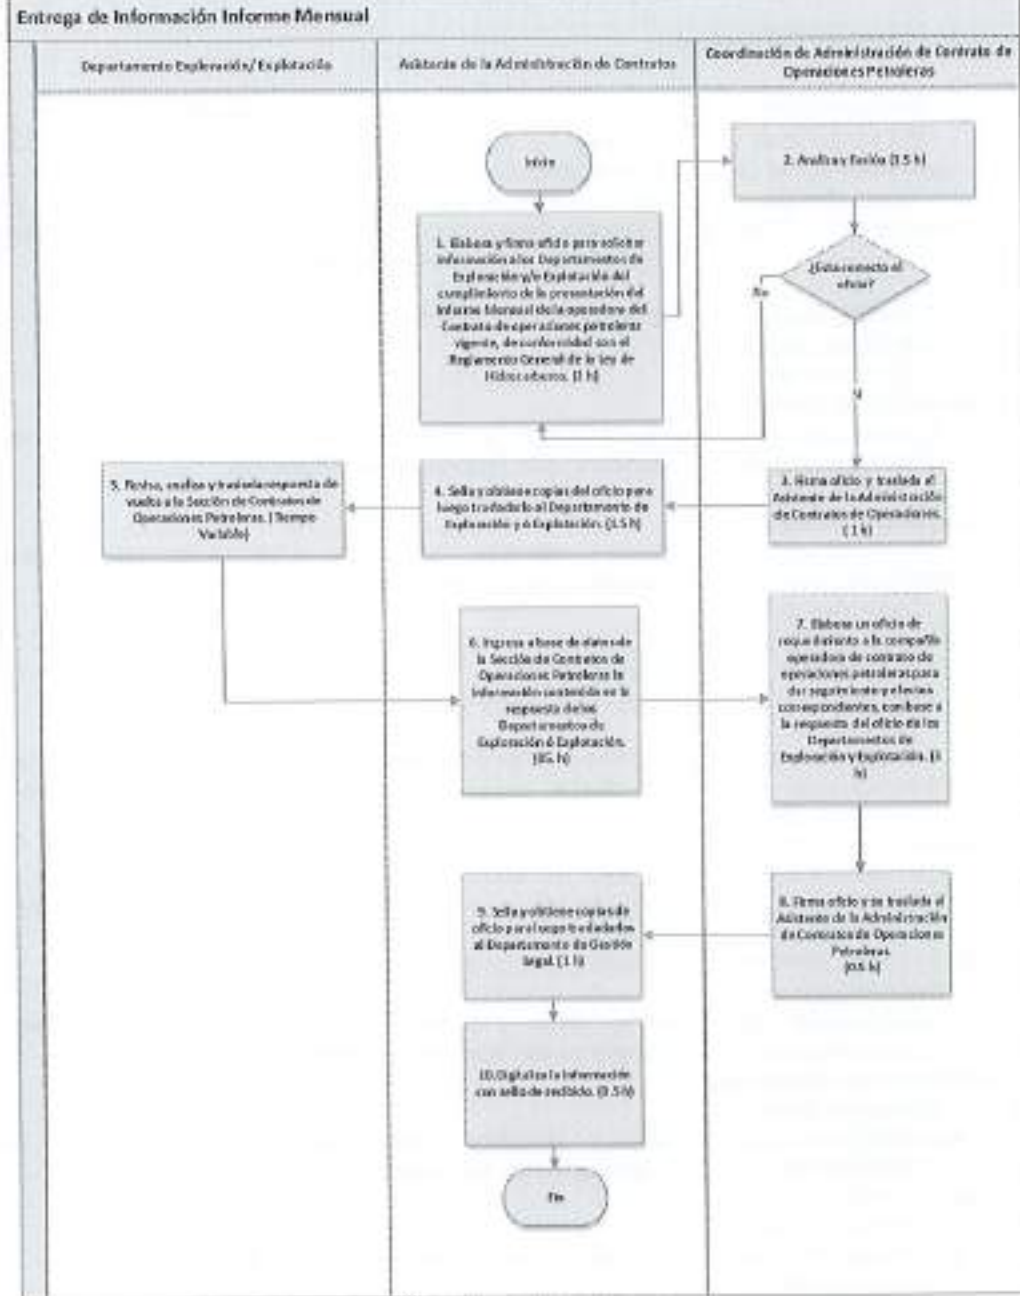 Entrega de Información Informe Mensual
Departamento Exploración/ Explotación
Asistente de la Administración de Contratos
Coordinación de Administración de Contrato de
Operaciones Petroleras
Inicio
1. Elabora y firma oficio para solicitar
información a los Departamentos de
Exploración y/o Explotación del
cumplimiento de la presentación del
Informe Mensual de la operadora del
Contrato de operaciones petroleras
vigente, de conformidad con el
Reglamento General de la Ley de
Hidrocarburos. (2 h)
2. Analiza y (1.5 h)
¿Esta correcto el
oficio?
No
3. Firma oficio y traslada al
Asistente de la Administración
de Contratos de Operaciones.
( 1 h)
4. Sella y obtiene copias del oficio para
luego trasladarlo al Departamento de
Exploración y ó Explotación. (1.5 h)
5. Revisa, analiza y traslada respuesta de
vuelta a la Sección de Contratos de
Operaciones Petroleras. ( Tiempo
Variable)
6. Ingresa a base de datos de
la Sección de Contratos de
Operaciones Petroleras la
información contenida en la
respuesta de los
Departamentos de
Exploración ó Explotación.
h)
7. Elabora un oficio de
requerimiento a la compañía
operadora de contrato de
operaciones petroleras para
dar seguimiento y efectos
correspondientes, con base a
la respuesta del oficio de los
Departamentos de
Exploración y Explotación.
h)
8. Firma oficio y se traslada al
Asistente de la Administración
de Contratos de Operaciones
Petroleras.
(0.5 h)
9. Sella y obtiene copias de
oficio para luego trasladarlos
al Departamento de Gestión
Legal. (1 h)
10. Digitaliza la información
con sello de recibido. (0.5 h)
Fin